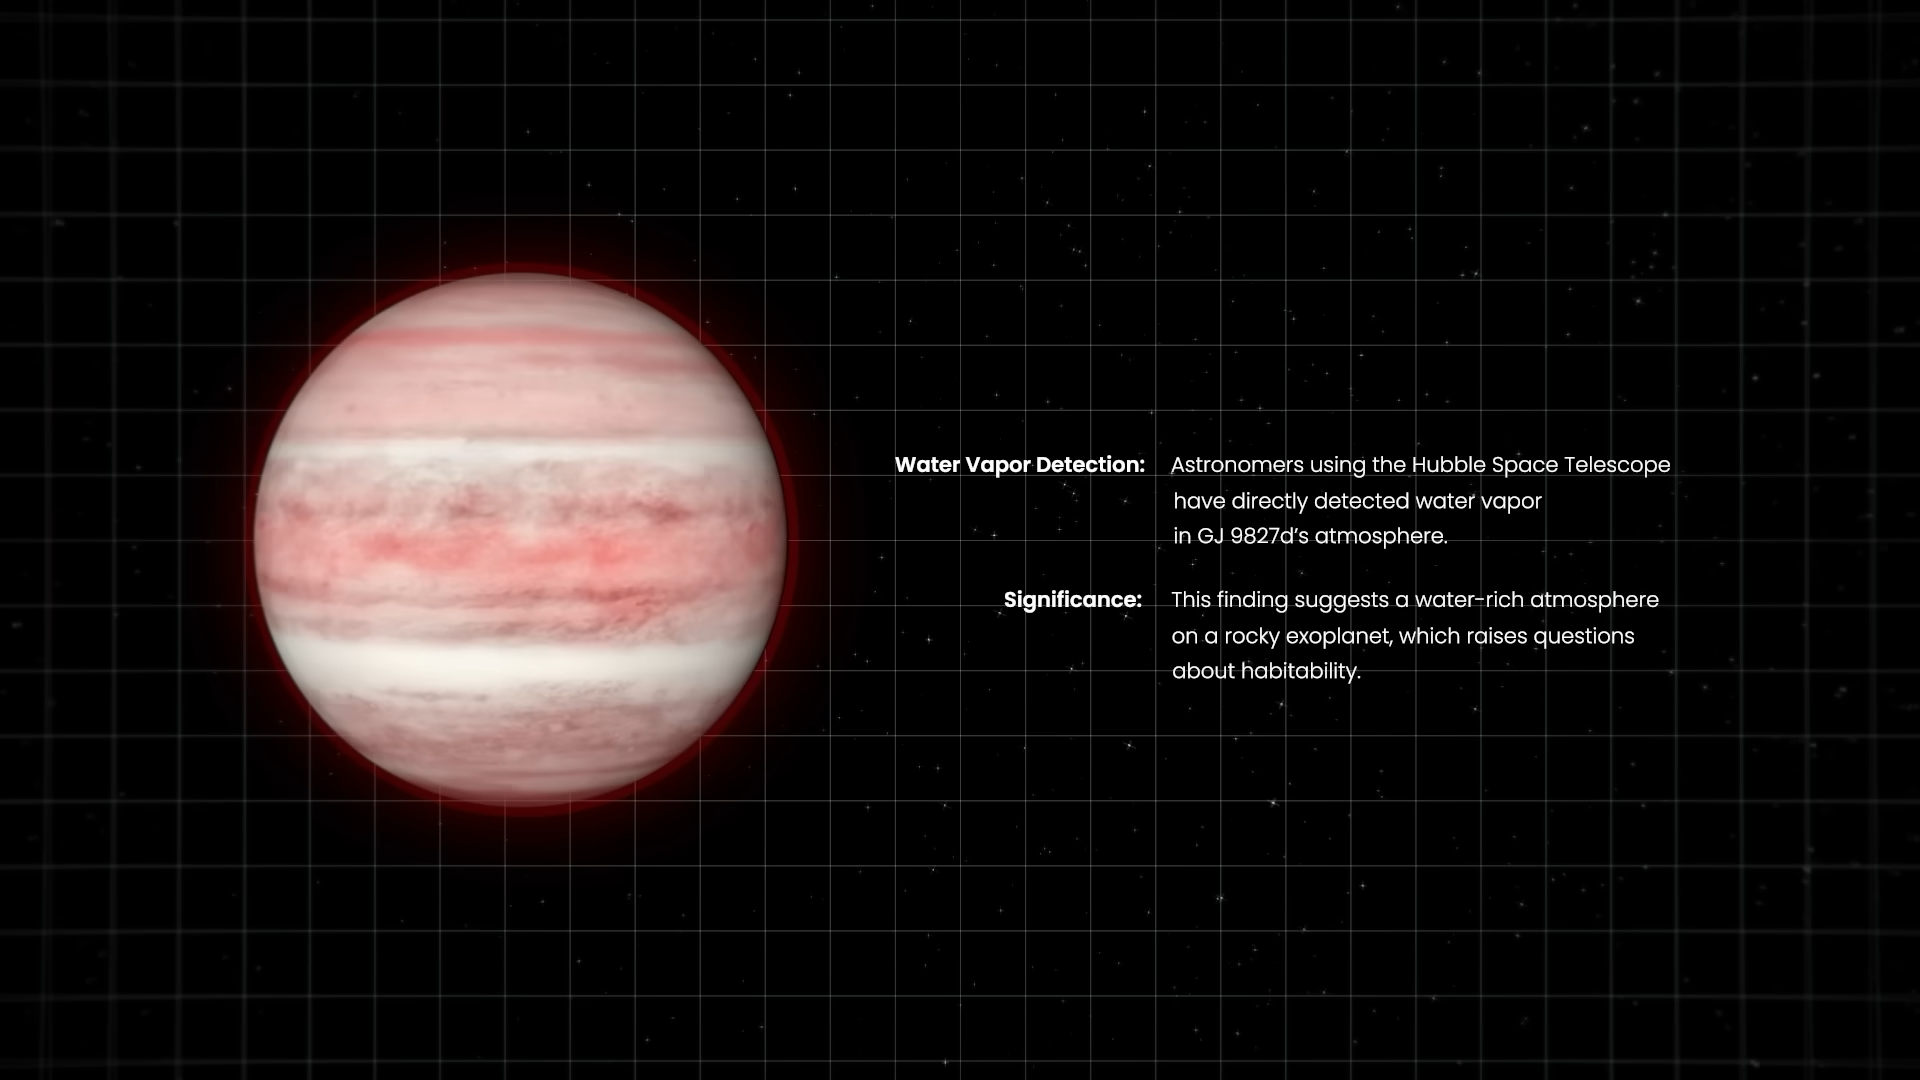 Water Vapor Detection: Astronomers using the Hubble Space Telescope
have directly detected water vapor
in GJ 9827d’s atmosphere.
Significance: This finding suggests a water-rich atmosphere
on a rocky exoplanet, which raises questions
about habitability.